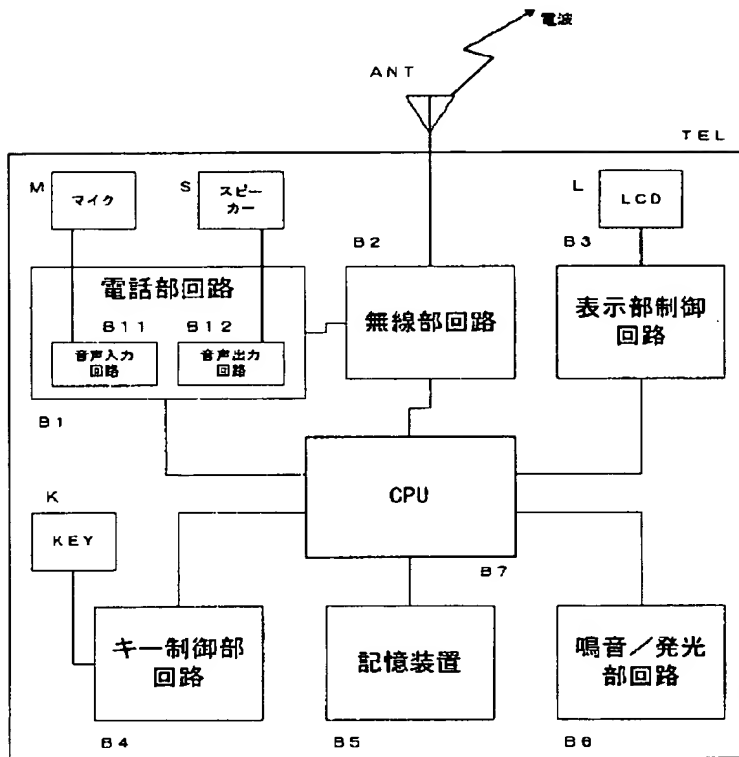 電波
ANT
TEL
M
マイク
S
スピー
カー
L
LCD
B2
B3
電話部回路
B11
B12
音声入力
回路
音声出力
回路
無線部回路
表示部制御
回路
B1
CPU
K
KEY
B7
キー制御部
回路
記憶装置
鳴音/発光
部回路
B4
B5
B6